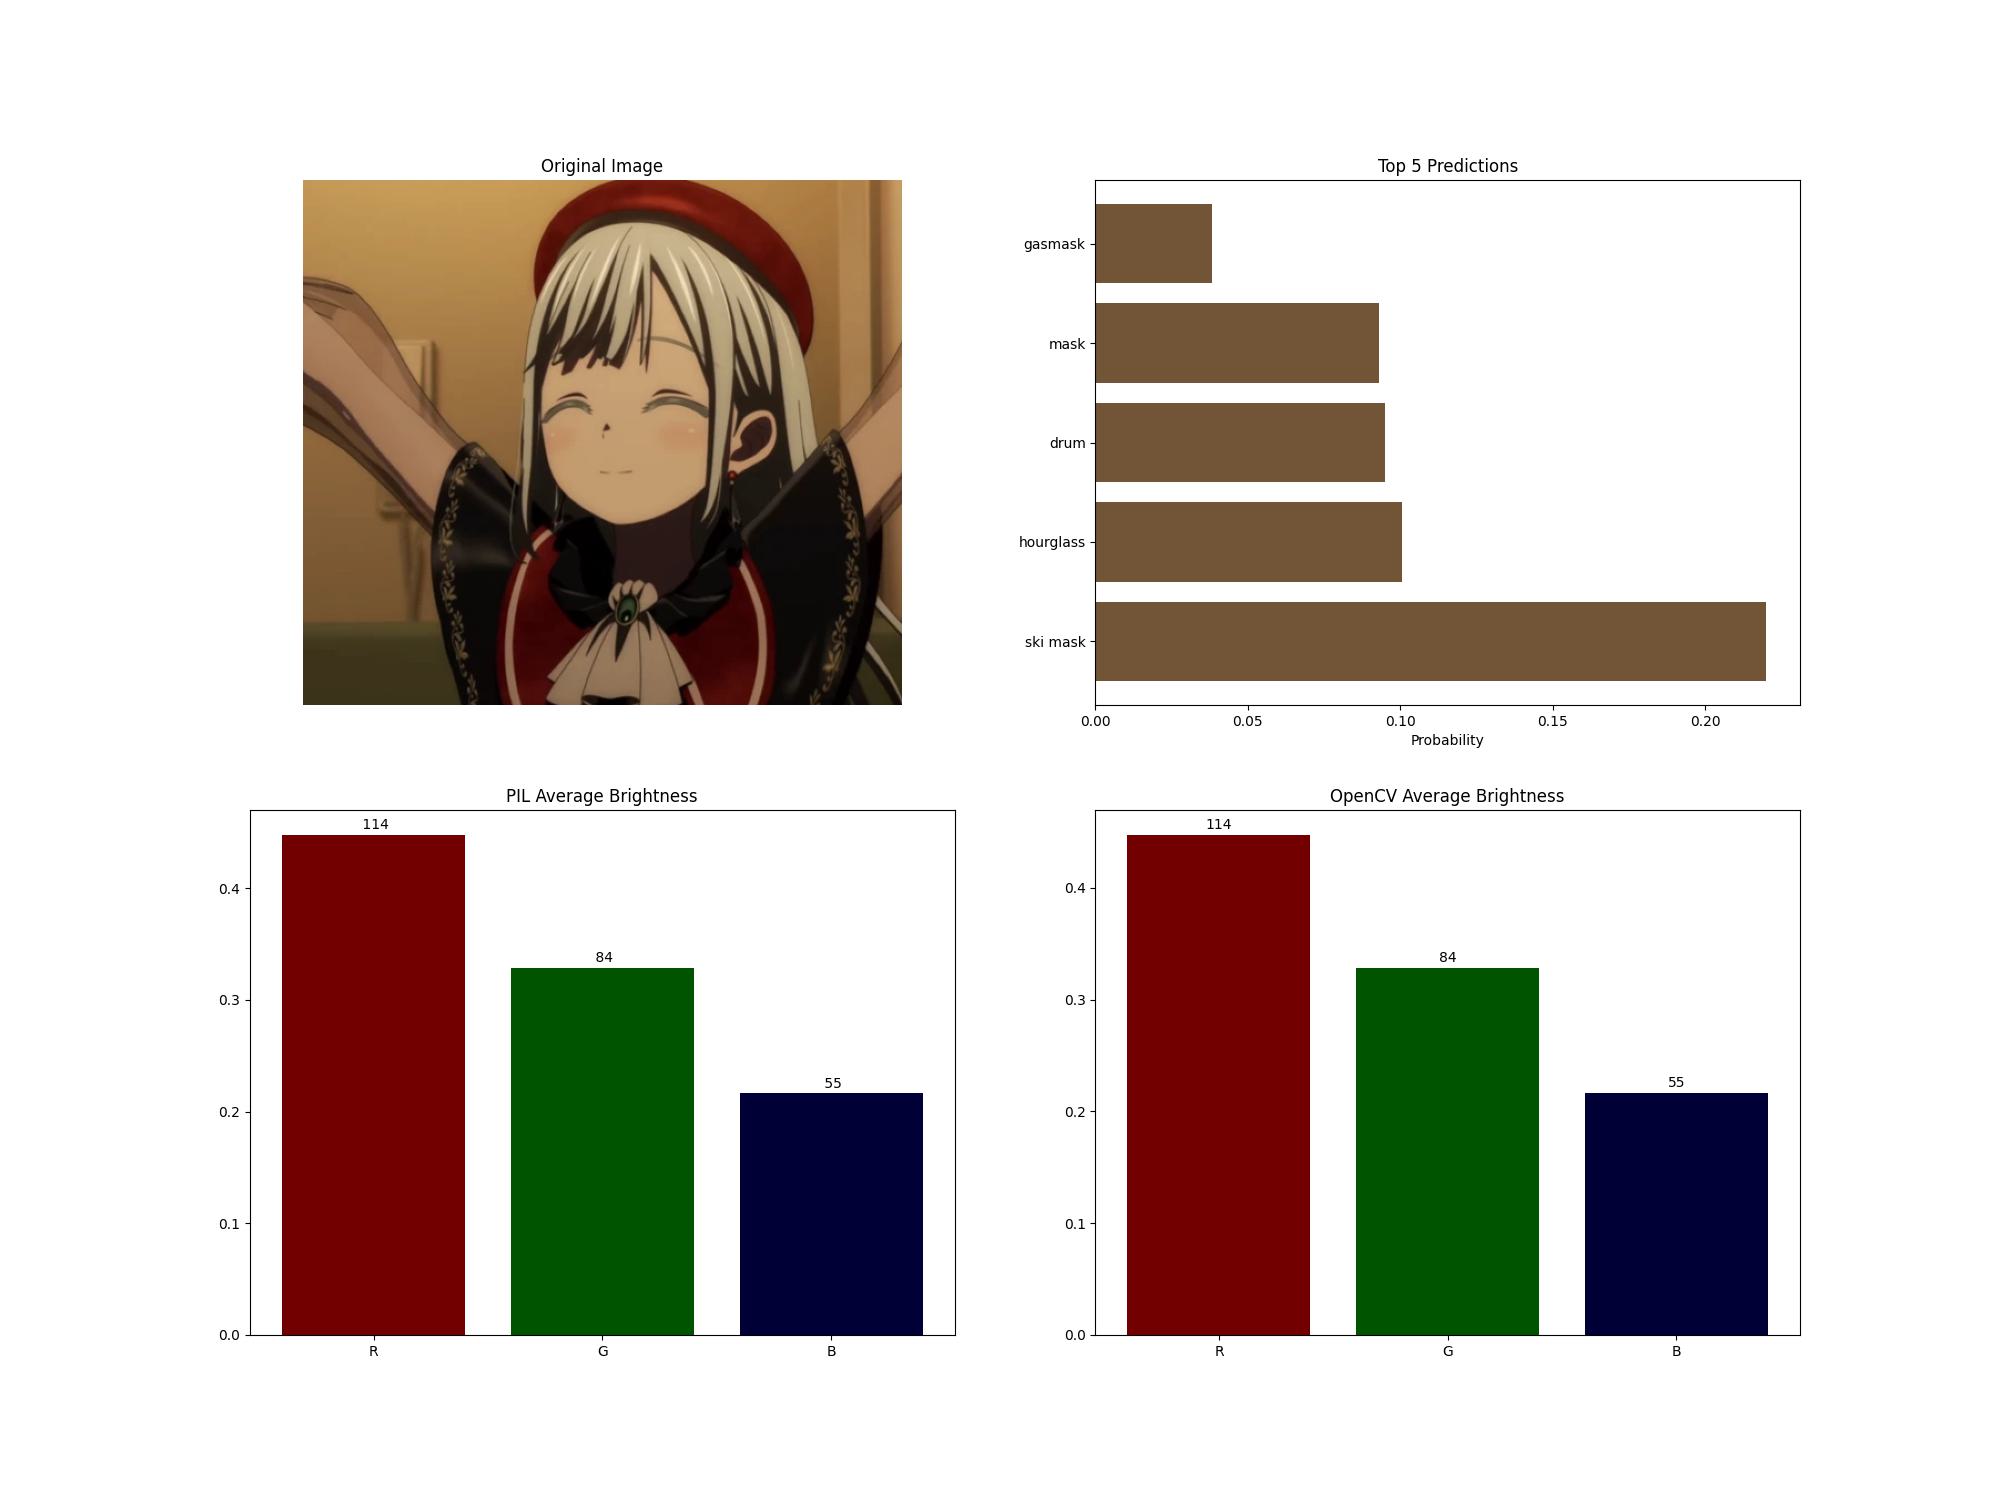 Original Image
Top 5 Predictions
gasmask
mask
drum
hourglass
ski mask
0.00
0.05
0.10
0.15
0.20
Probability
PIL Average Brightness
114
84
55
0.4
0.3
0.2
0.1
0.0
R
G
B
OpenCV Average Brightness
114
84
55
0.4
0.3
0.2
0.1
0.0
R
G
B